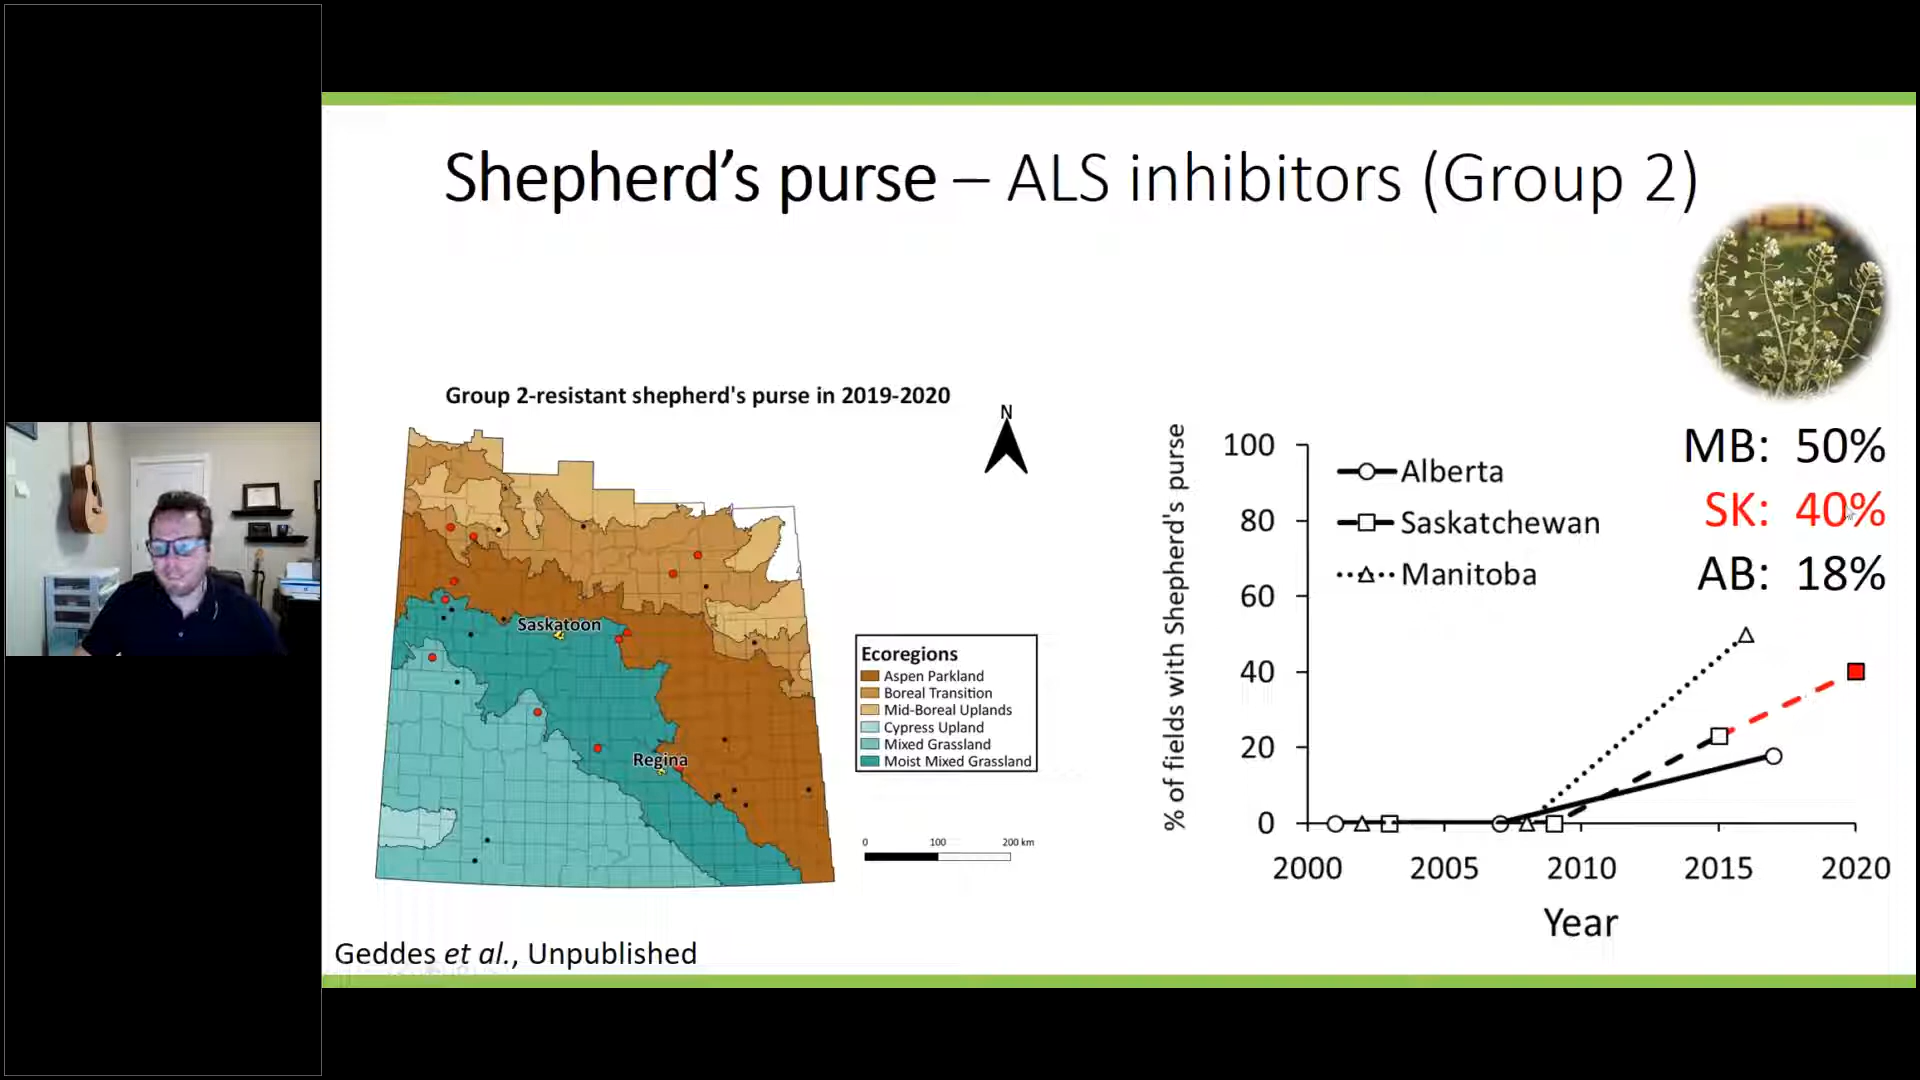 Shepherd's purse – ALS inhibitors (Group 2)
Group 2-resistant shepherd's purse in 2019-2020
N
Saskatoon
Regina
Ecoregions
Aspen Parkland
Boreal Transition
Mid-Boreal Uplands
Cypress Upland
Mixed Grassland
Moist Mixed Grassland
0 100 200 km
% of fields with Shepherd's purse
100
80
60
40
20
0
Alberta
Saskatchewan
Manitoba
2000 2005 2010 2015 2020
Year
MB: 50%
SK: 40%
AB: 18%
Geddes et al., Unpublished